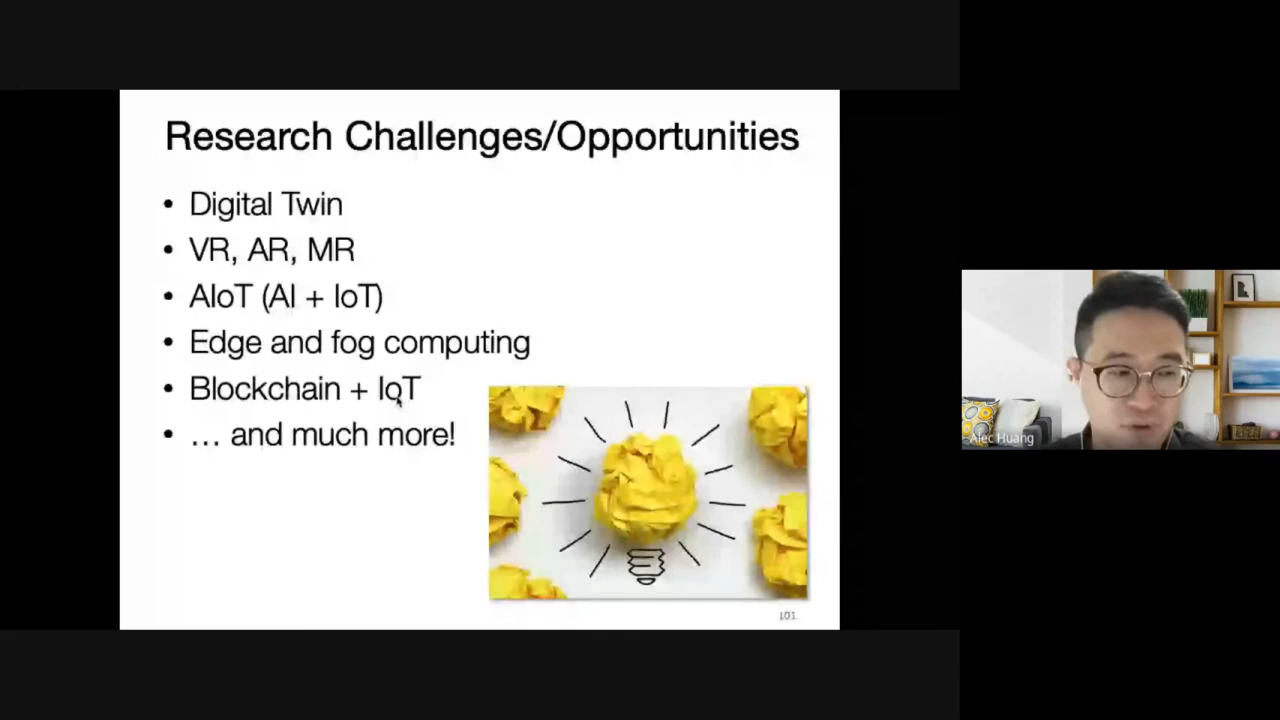 Research Challenges/Opportunities
• Digital Twin
• VR, AR, MR
• AIoT (AI + IoT)
• Edge and fog computing
• Blockchain + IoT
• … and much more!
101
Alec Huang